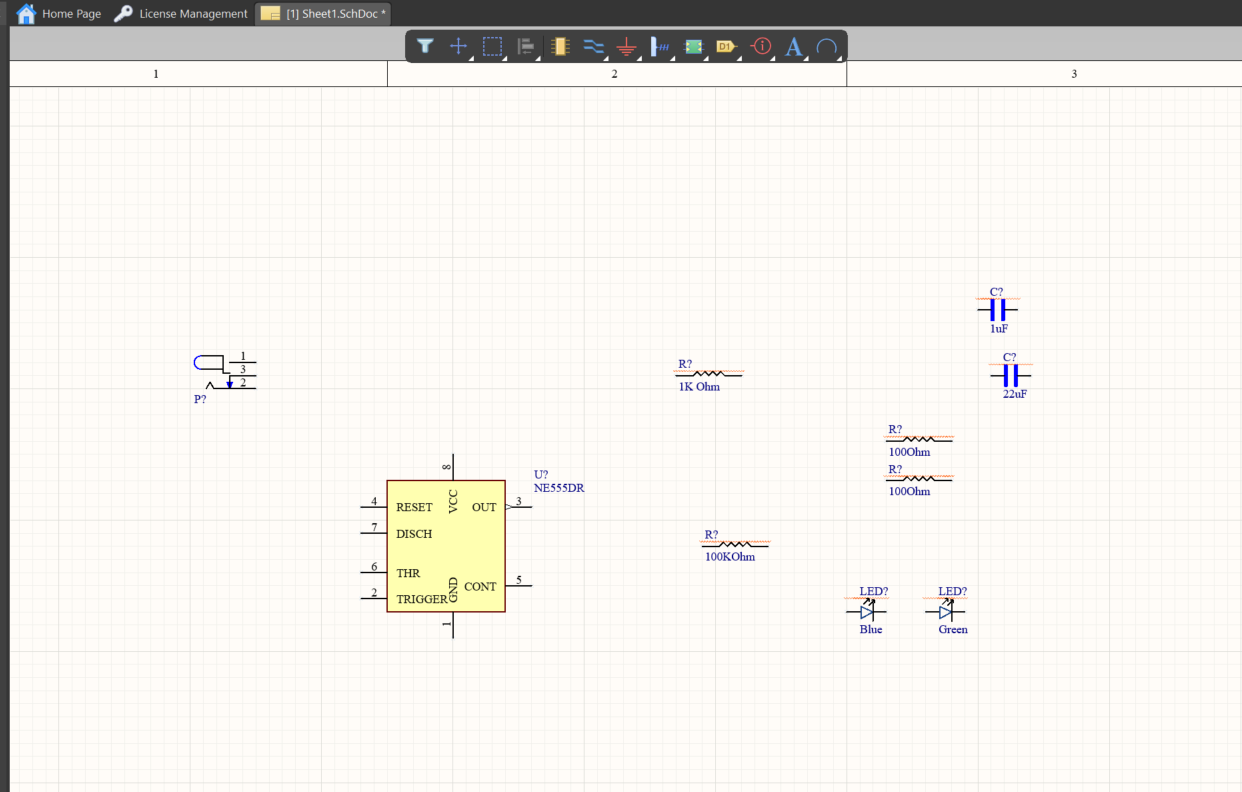 Home Page License Management [1] Sheet1.SchDoc *
D1 A
1 2 3
C?
1uF
1
3
2
P?
R?
1K Ohm
C?
22uF
R?
100Ohm
R?
100Ohm
U?
NE555DR
8
4 RESET VCC OUT 3
7 DISCH
6 THR
2 TRIGGER GND CONT 5
1
R?
100KOhm
LED? LED?
Blue Green